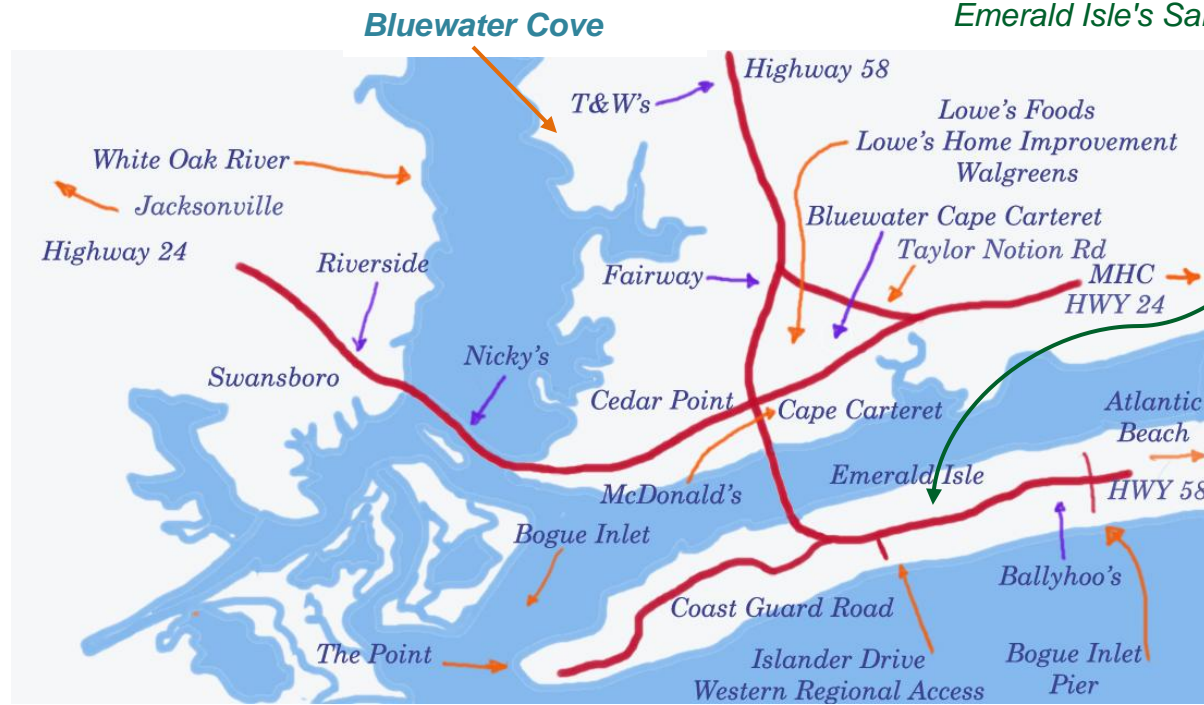 Bluewater Cove
Emerald Isle's
Highway 58
T&W's
Lowe's Foods
Lowe's Home Improvement
Walgreens
White Oak River
Jacksonville
Highway 24
Riverside
Bluewater Cape Carteret
Taylor Notion Rd
Fairway
MHC
HWY 24
Swansboro
Nicky's
Cedar Point
Cape Carteret
Atlantic
Beach
McDonald's
Emerald Isle
HWY 58
Bogue Inlet
Ballyhoo's
Coast Guard Road
The Point
Islander Drive
Western Regional Access
Bogue Inlet
Pier